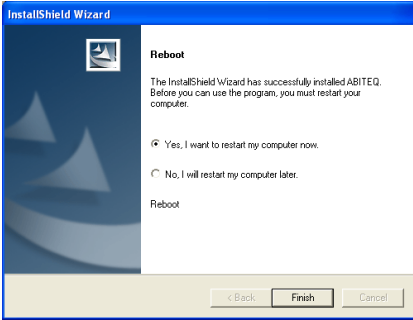 InstallShield Wizard
Reboot
The InstallShield Wizard has successfully installed ABITEQ.
Before you can use the program, you must restart your
computer.
Yes, I want to restart my computer now.
No, I will restart my computer later.
Reboot
< Back
Finish
Cancel